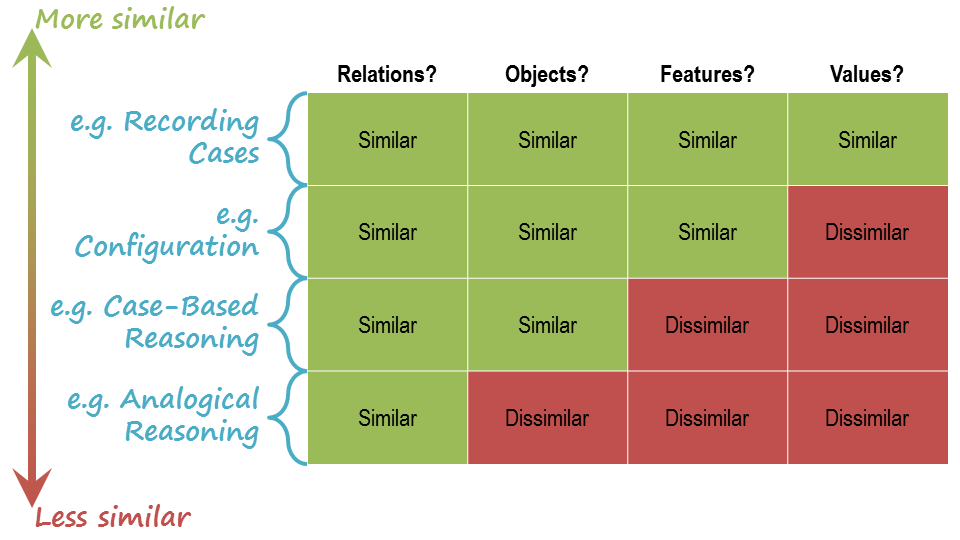 More similar
Relations? Objects? Features? Values?
e.g. Recording
Cases
Similar Similar Similar Similar
e.g.
Configuration
Similar Similar Similar Dissimilar
e.g. Case-Based
Reasoning
Similar Similar Dissimilar Dissimilar
e.g. Analogical
Reasoning
Similar Dissimilar Dissimilar Dissimilar
Less similar